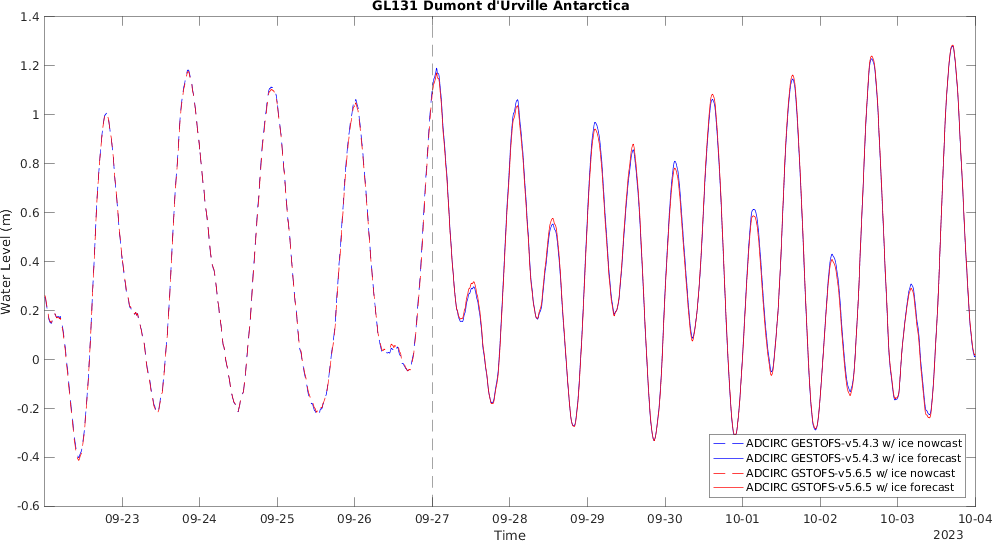 GL131 Dumont d'Urville Antarctica
1.4
1.2
1
0.8
0.6
0.4
0.2
0
-0.2
-0.4
-0.6
Water Level (m)
ADCIRC GESTOFS-v5.4.3 w/ ice nowcast
ADCIRC GESTOFS-v5.4.3 w/ ice forecast
ADCIRC GSTOFS-v5.6.5 w/ ice nowcast
ADCIRC GSTOFS-v5.6.5 w/ ice forecast
09-23 09-24 09-25 09-26 09-27 09-28 09-29 09-30 10-01 10-02 10-03 10-04
Time
2023